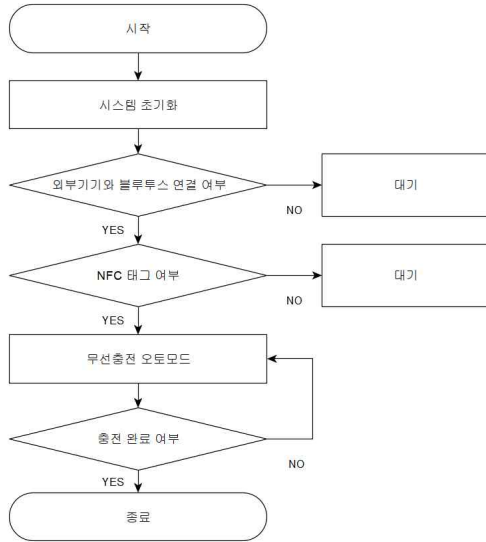 시작
시스템 초기화
외부기기와 블루투스 연결 여부
대기
NO
YES
NFC 태그 여부
대기
NO
YES
무선충전 오토모드
충전 완료 여부
NO
YES
종료